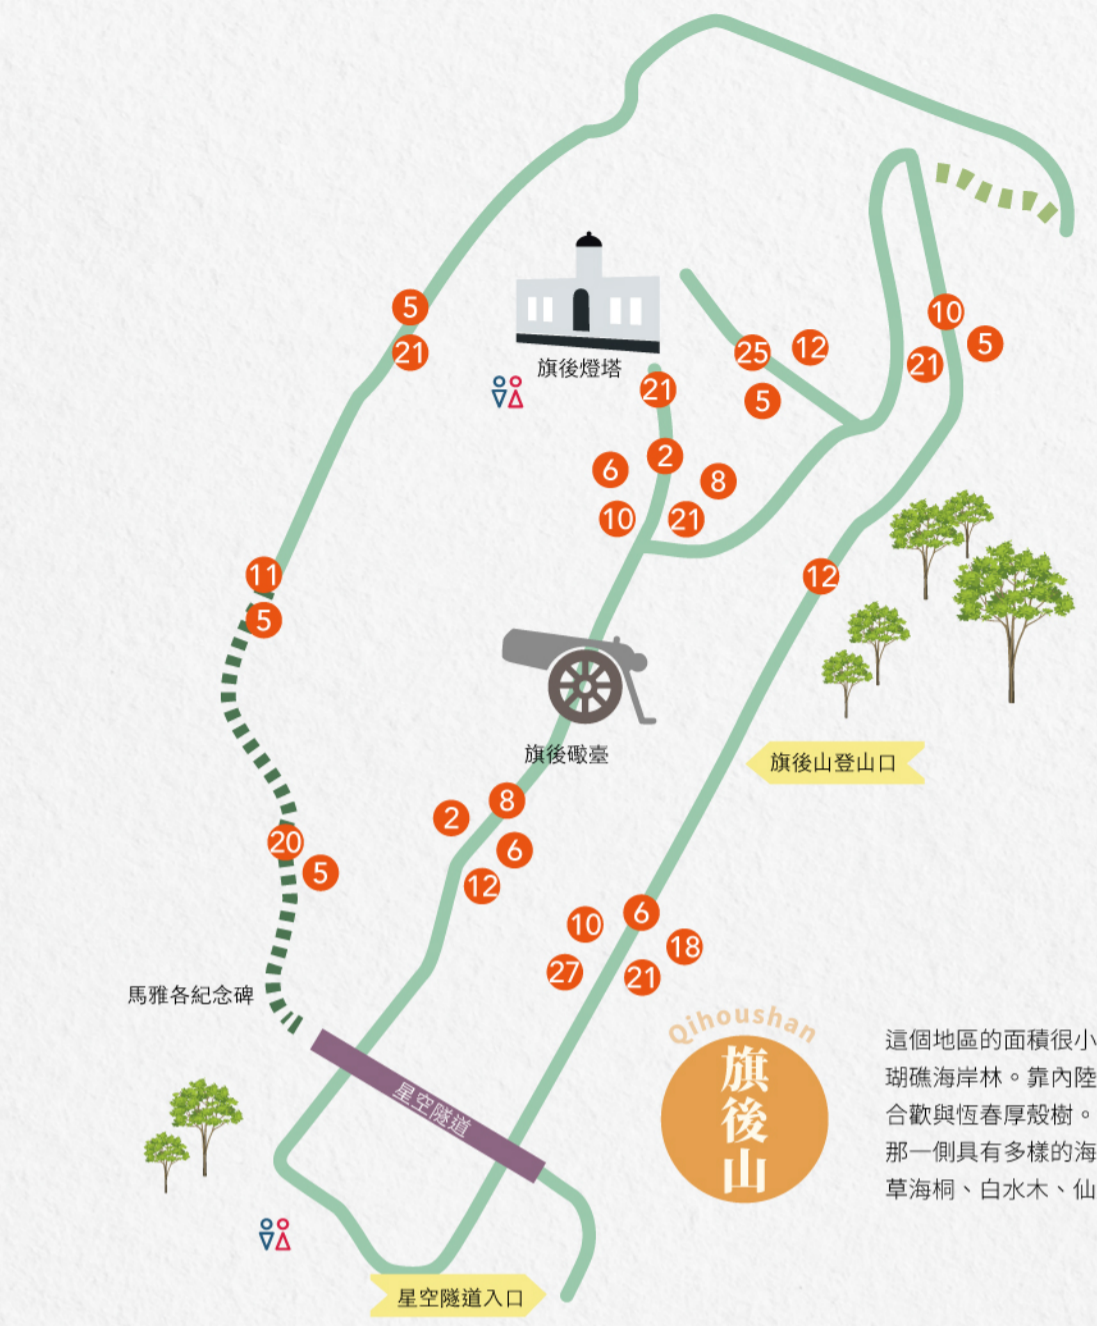 5
21
旗後燈塔
25
12
5
10
5
21
21
2
6
8
10
21
11
5
12
旗後礮臺
旗後山登山口
2
8
6
12
20
5
10
6
18
27
21
馬雅各紀念碑
星空隧道
Qihoushan
旗後山
這個地區的面積很小
瑚礁海岸林。靠內陸
合歡與恆春厚殼樹。
那一側具有多樣的海
草海桐、白水木、仙
星空隧道入口